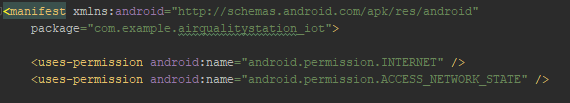 <manifest xmlns:android="http://schemas.android.com/apk/res/android"
package="com.example.airqualitystation_iot">
<uses-permission android:name="android.permission.INTERNET" />
<uses-permission android:name="android.permission.ACCESS_NETWORK_STATE" />